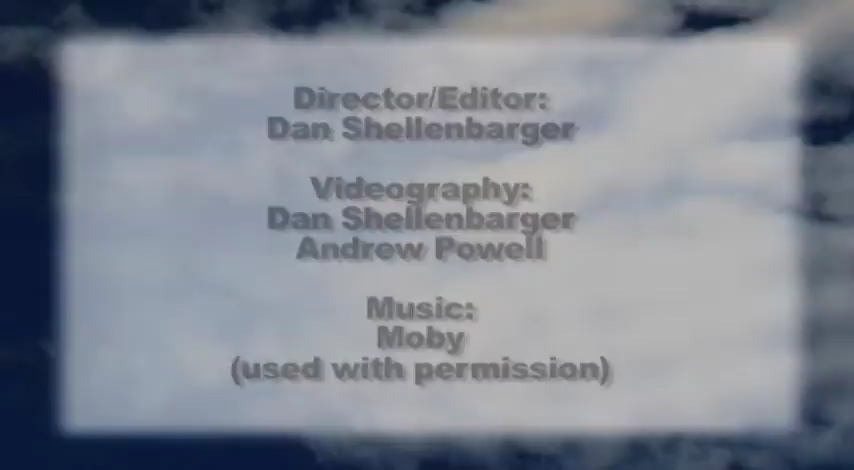 Director/Editor:
Dan Shellenbarger
Videography:
Dan Shellenbarger
Andrew Powell
Music:
Moby
(used with permission)